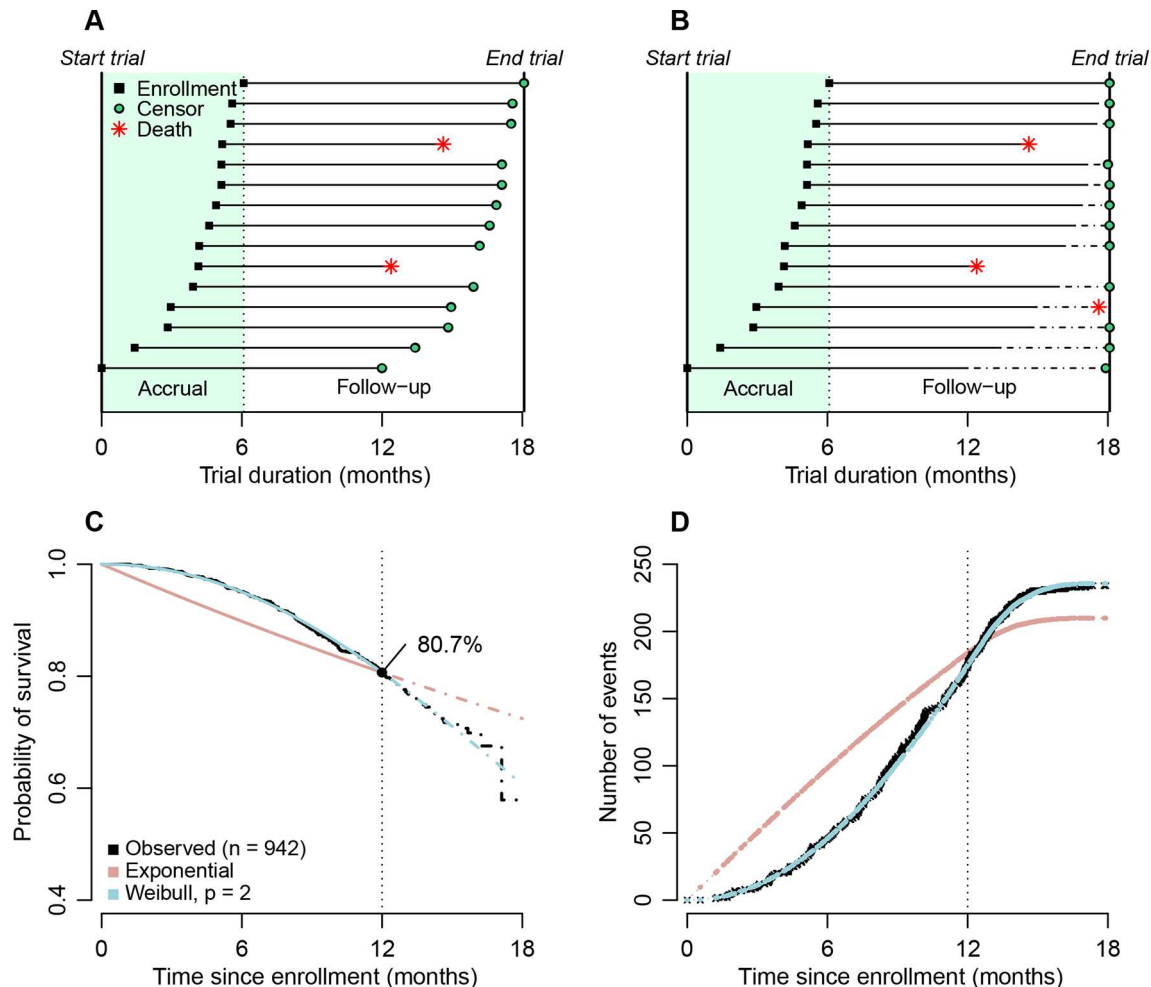 A
Start trial
End trial
Enrollment
Censor
Death
Accrual
Follow−up
0
6
12
18
Trial duration (months)
B
Start trial
End trial
Accrual
Follow−up
0
6
12
18
Trial duration (months)
C
Probability of survival
1.0
0.8
0.6
0.4
80.7%
Observed (n = 942)
Exponential
Weibull, p = 2
0
6
12
18
Time since enrollment (months)
D
Number of events
250
200
150
100
50
0
0
6
12
18
Time since enrollment (months)